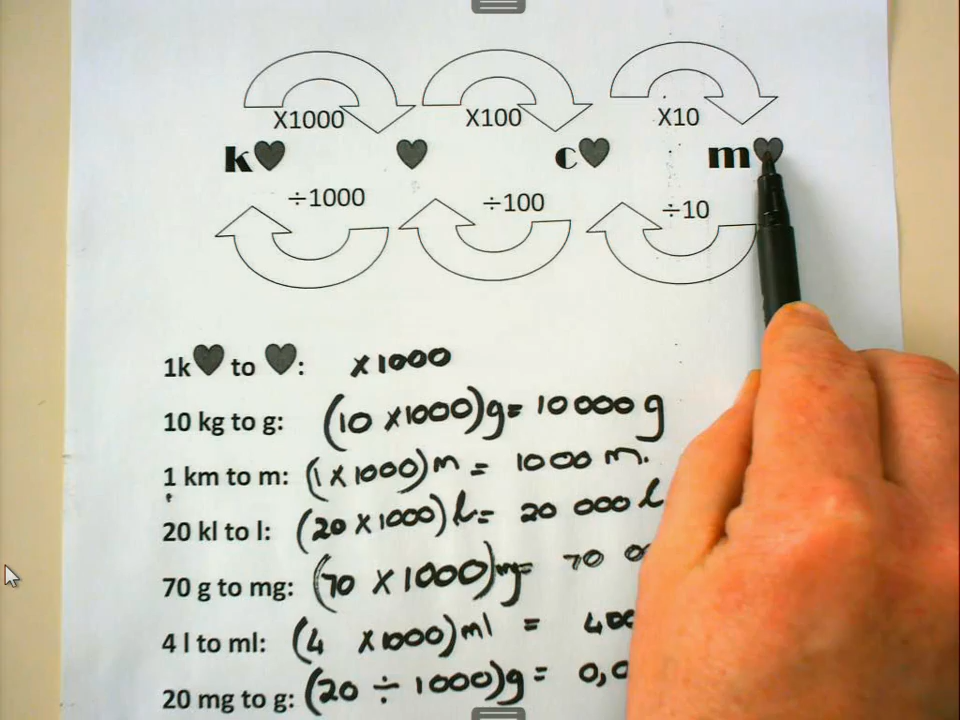 X1000 X100 X10
k♥ ♥ c♥ m♥
÷1000 ÷100 ÷10
1k♥ to ♥: x1000
10 kg to g: (10 x1000)g= 10 000 g
1 km to m: (1 x 1000)m = 1000 m.
20 kl to l: (20 x 1000)l= 20 000 l
70 g to mg: (70 x 1000)mg= 70
4 l to ml: (4 x1000)ml =
20 mg to g: (20 ÷ 1000)g =